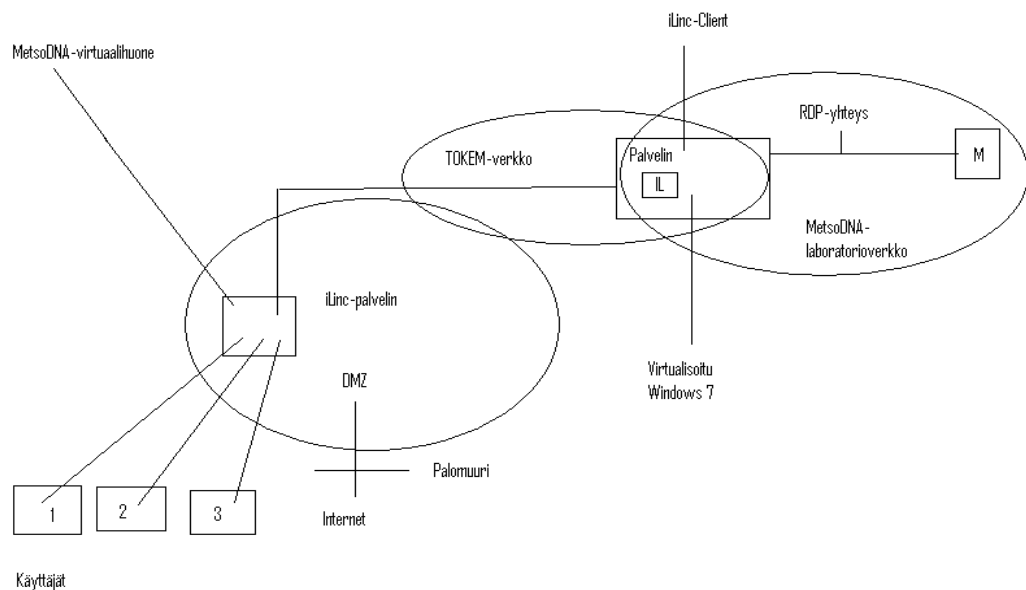 iLinc-Client
MetsoDNA-virtuaalihuone
RDP-yhteys
TOKEM-verkko
Palvelin
IL
M
MetsoDNA-
laboratorioverkko
iLinc-palvelin
Virtualisoitu
Windows 7
DMZ
Palomuuri
1
2
3
Internet
Käyttäjät